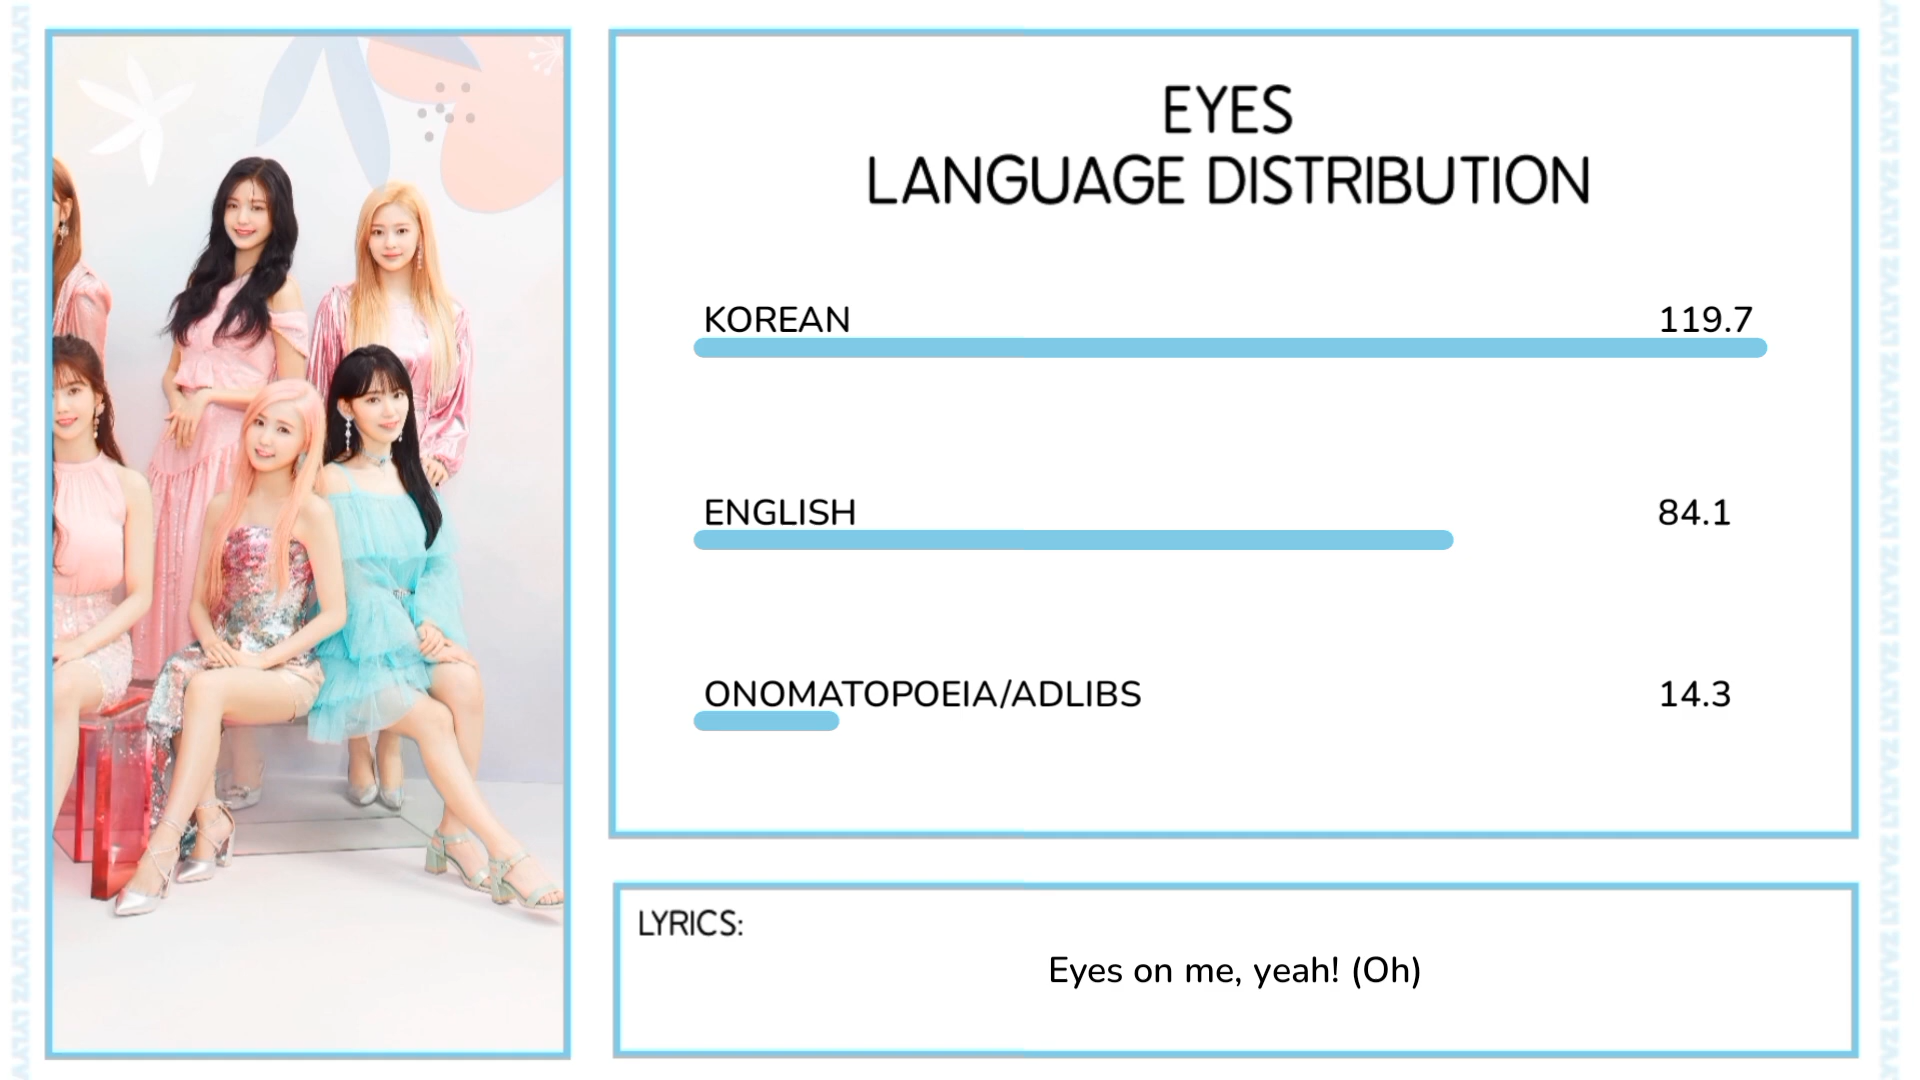 EYES
LANGUAGE DISTRIBUTION
KOREAN 119.7
ENGLISH 84.1
ONOMATOPOEIA/ADLIBS 14.3
LYRICS:
Eyes on me, yeah! (Oh)